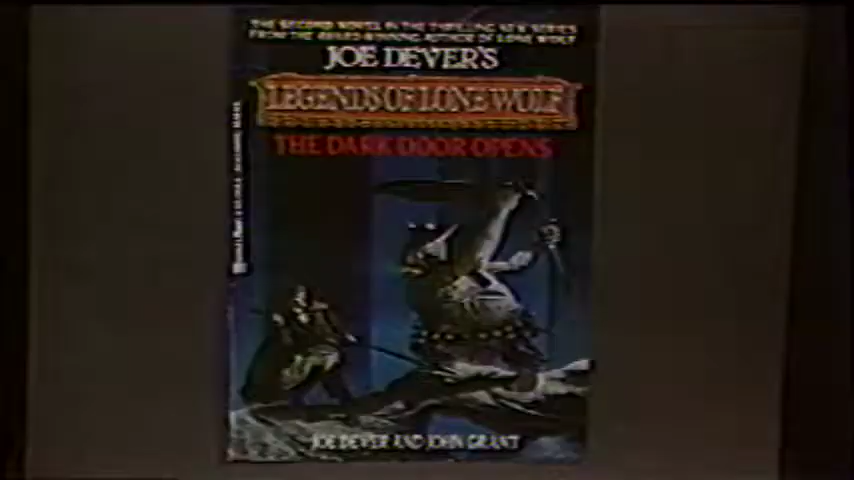 THE SECOND NOVEL IN THE THRILLING NEW SERIES
FROM THE AWARD-WINNING AUTHOR OF LONE WOLF
JOE DEVER'S
LEGENDS OF LONE WOLF
THE DARK DOOR OPENS
JOE DEVER AND JOHN GRANT